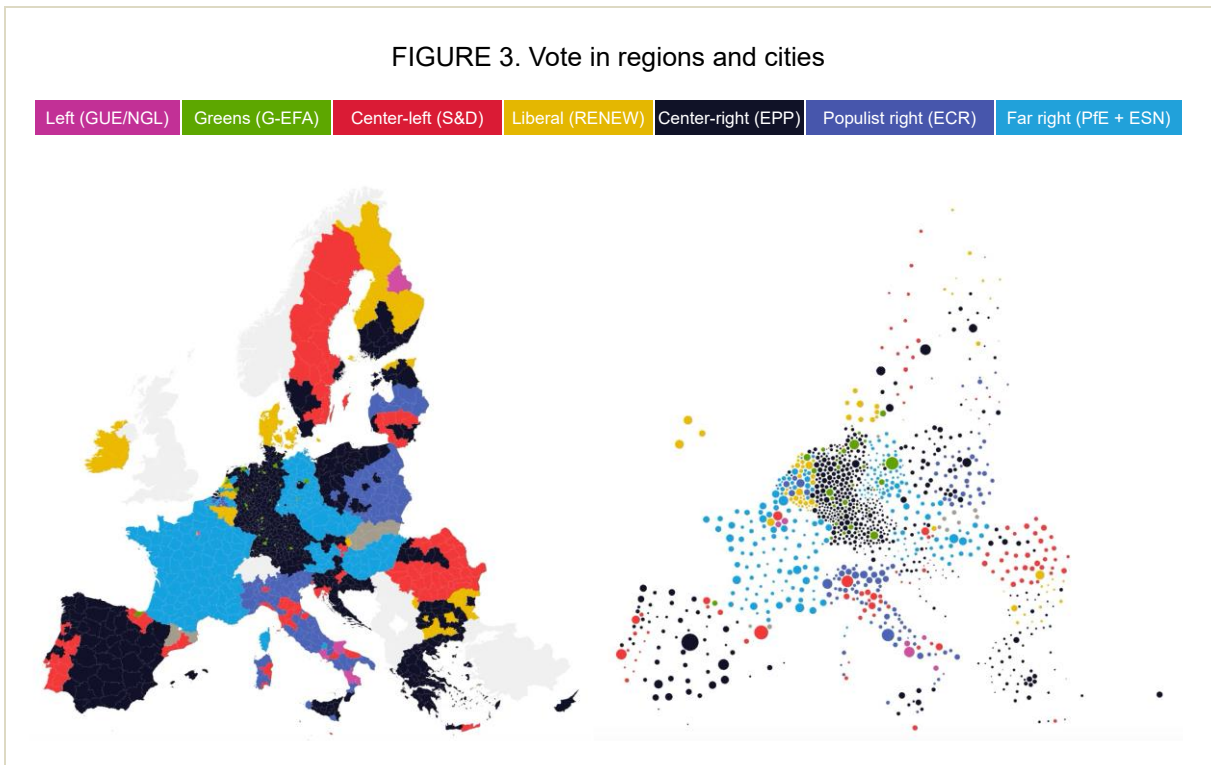 FIGURE 3. Vote in regions and cities
Left (GUE/NGL) Greens (G-EFA) Center-left (S&D) Liberal (RENEW) Center-right (EPP) Populist right (ECR) Far right (PfE + ESN)